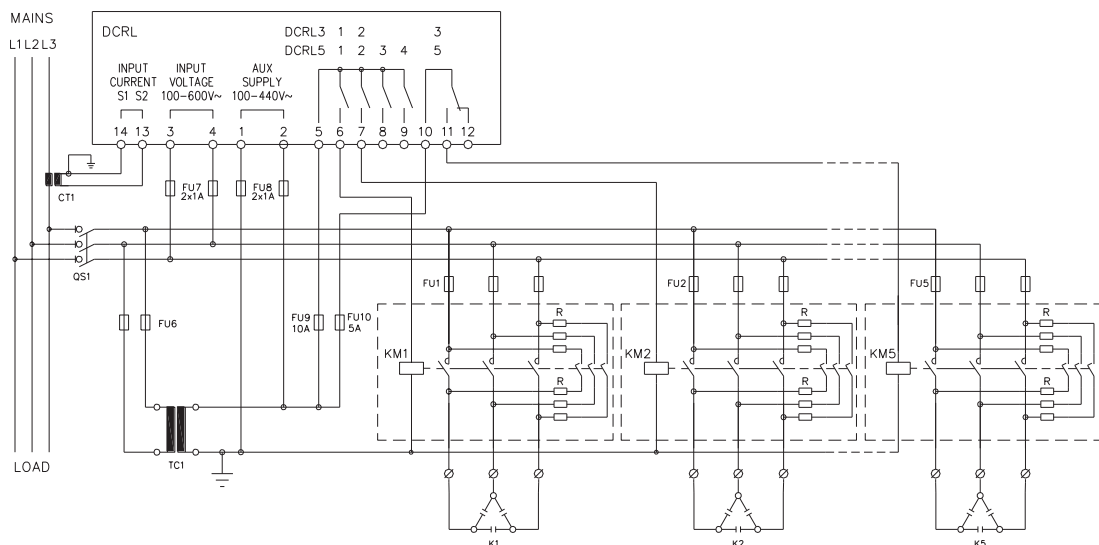 MAINS
L1 L2 L3
DCRL
DCRL3 1 2 3
DCRL5 1 2 3 4 5
INPUT CURRENT S1 S2
INPUT VOLTAGE 100-600V~
AUX SUPPLY 100-440V~
14 13 3 4 1 2 5 6 7 8 9 10 11 12
CT1
FU7 2x1A
FU8 2x1A
QS1
FU1
FU2
FU5
FU6
FU9 10A
FU10 5A
R
R
R
KM1
KM2
KM5
R
R
R
LOAD
TC1
K1
K2
K5